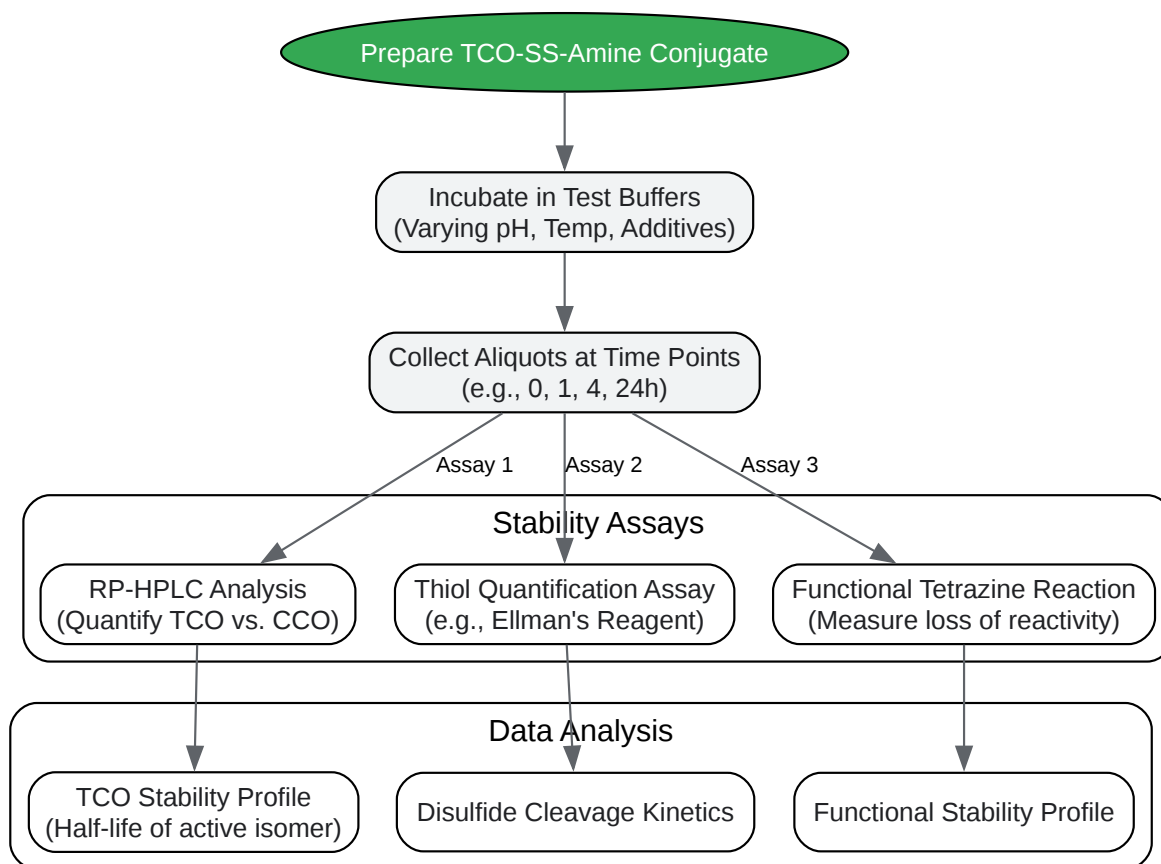 Prepare TCO-SS-Amine Conjugate
Incubate in Test Buffers
(Varying pH, Temp, Additives)
Collect Aliquots at Time Points
(e.g., 0, 1, 4, 24h)
Assay 1
Assay 2
Assay 3
Stability Assays
RP-HPLC Analysis
(Quantify TCO vs. CCO)
Thiol Quantification Assay
(e.g., Ellman's Reagent)
Functional Tetrazine Reaction
(Measure loss of reactivity)
Data Analysis
TCO Stability Profile
(Half-life of active isomer)
Disulfide Cleavage Kinetics
Functional Stability Profile